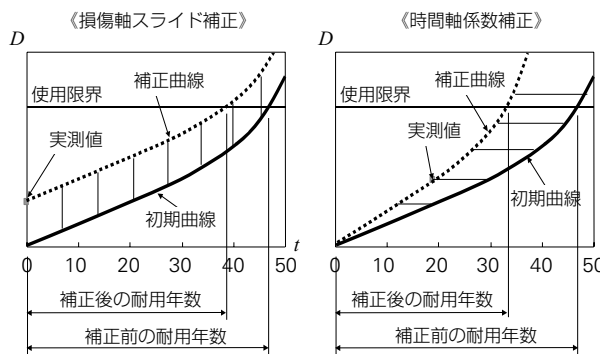 《損傷軸スライド補正》
D
補正曲線
使用限界
実測値
初期曲線
t
0 10 20 30 40 50
補正後の耐用年数
補正前の耐用年数
《時間軸係数補正》
D
補正曲線
使用限界
実測値
初期曲線
0 10 20 30 40 50
補正後の耐用年数
補正前の耐用年数